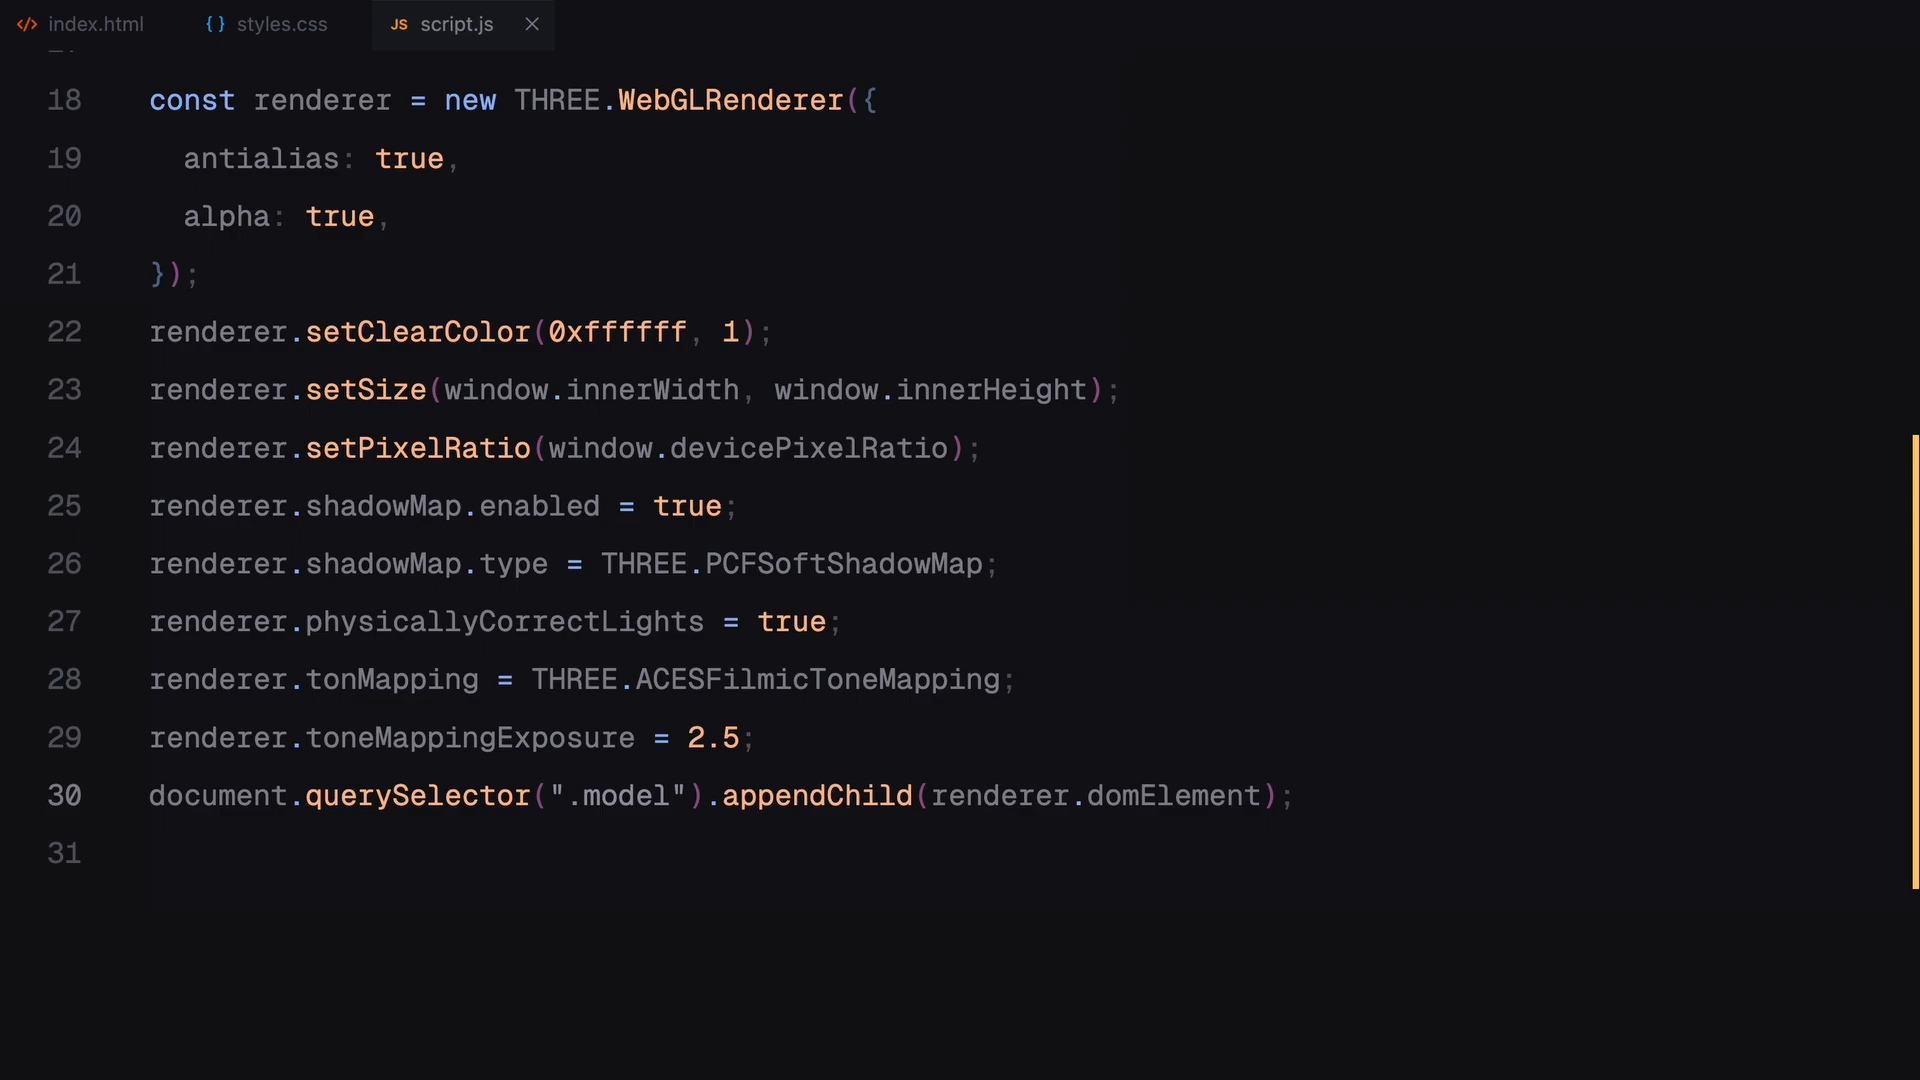 </> index.html {} styles.css JS script.js ×
18 const renderer = new THREE.WebGLRenderer({
19 antialias: true,
20 alpha: true,
21 });
22 renderer.setClearColor(0xffffff, 1);
23 renderer.setSize(window.innerWidth, window.innerHeight);
24 renderer.setPixelRatio(window.devicePixelRatio);
25 renderer.shadowMap.enabled = true;
26 renderer.shadowMap.type = THREE.PCFSoftShadowMap;
27 renderer.physicallyCorrectLights = true;
28 renderer.tonMapping = THREE.ACESFilmicToneMapping;
29 renderer.toneMappingExposure = 2.5;
30 document.querySelector(".model").appendChild(renderer.domElement);
31